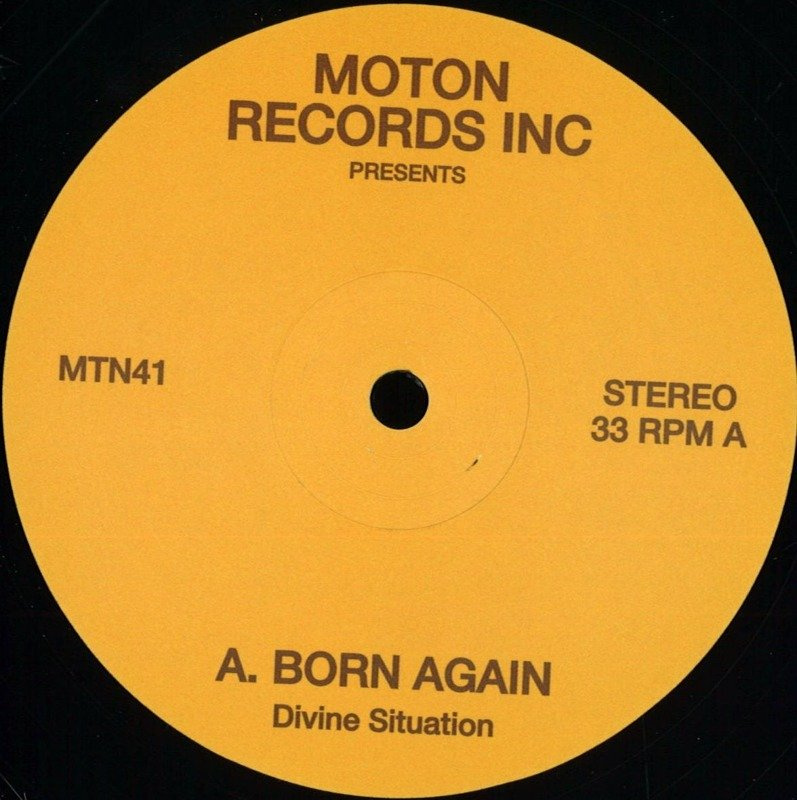 MOTON
RECORDS INC
PRESENTS
MTN41
STEREO
33 RPM A
A. BORN AGAIN
Divine Situation